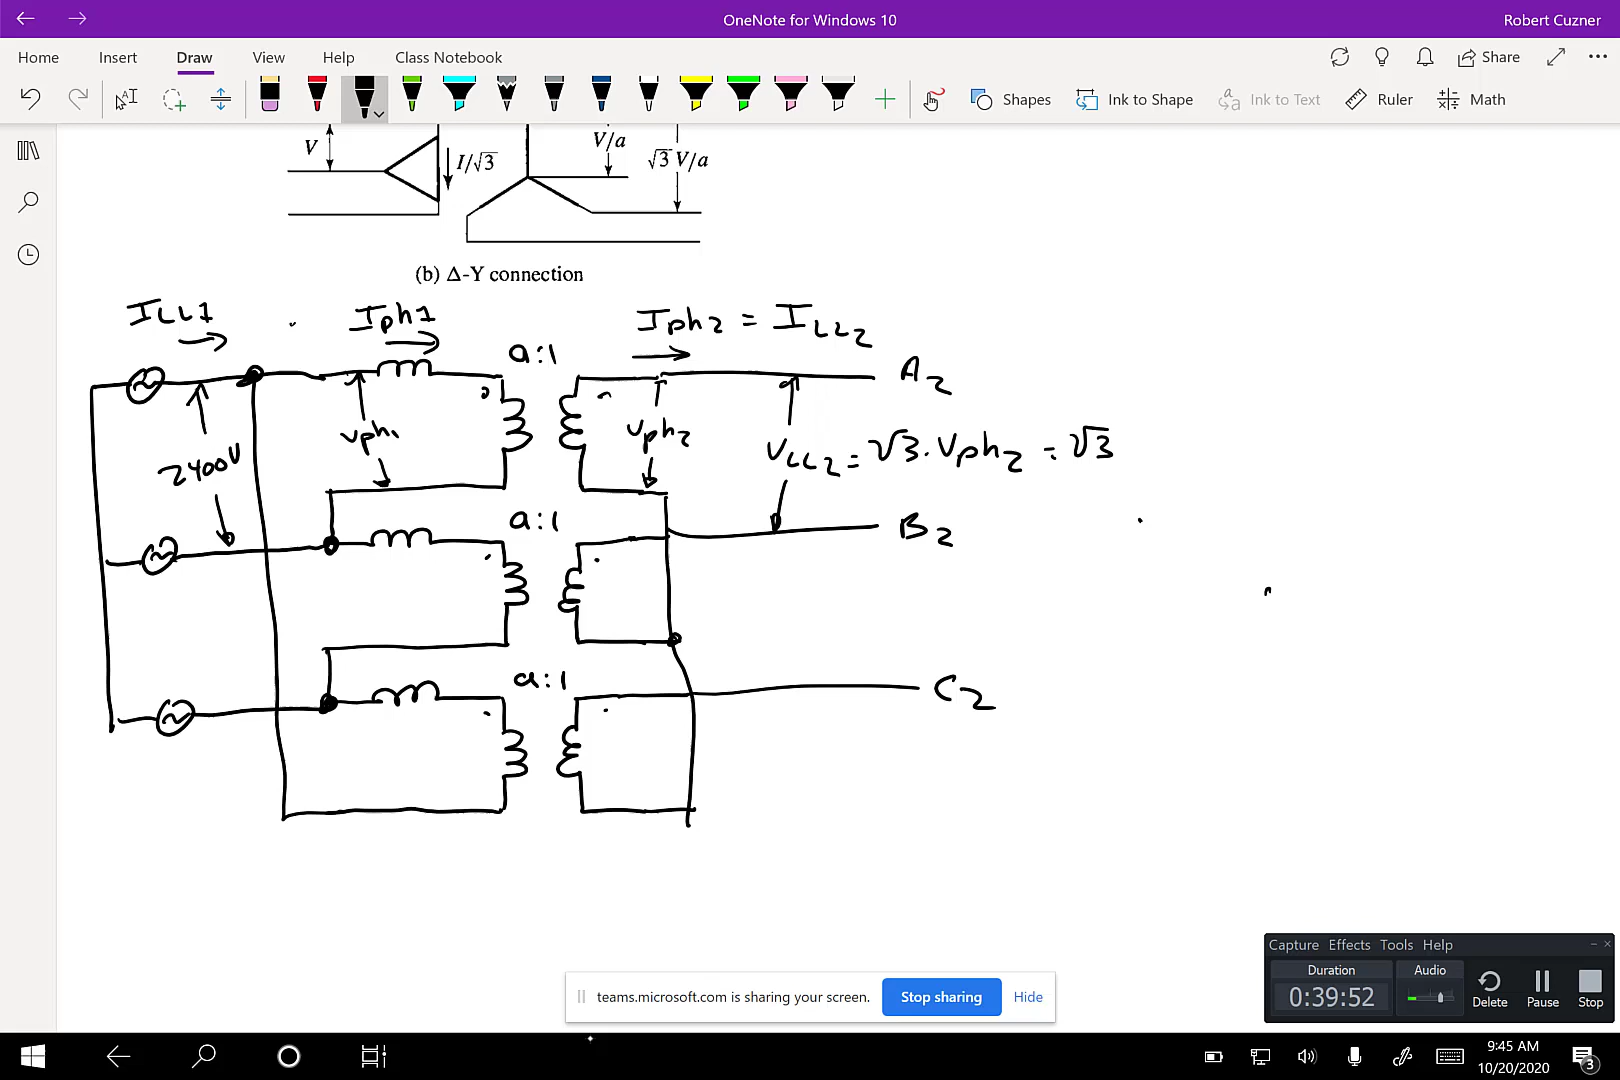 OneNote for Windows 10
Robert Cuzner
Home Insert Draw View Help Class Notebook
Share
Shapes Ink to Shape Ink to Text Ruler Math
V
I/√3
V/a
√3 V/a
(b) Δ-Y connection
ILL1
Iph1
Iph2 = ILL2
a:1
A2
2400V
Vph1
Vph2
VLL2 = √3 · Vph2 = √3
a:1
B2
a:1
C2
Capture Effects Tools Help
Duration
Audio
0:39:52
Delete Pause Stop
teams.microsoft.com is sharing your screen.
Stop sharing
Hide
9:45 AM
10/20/2020
3